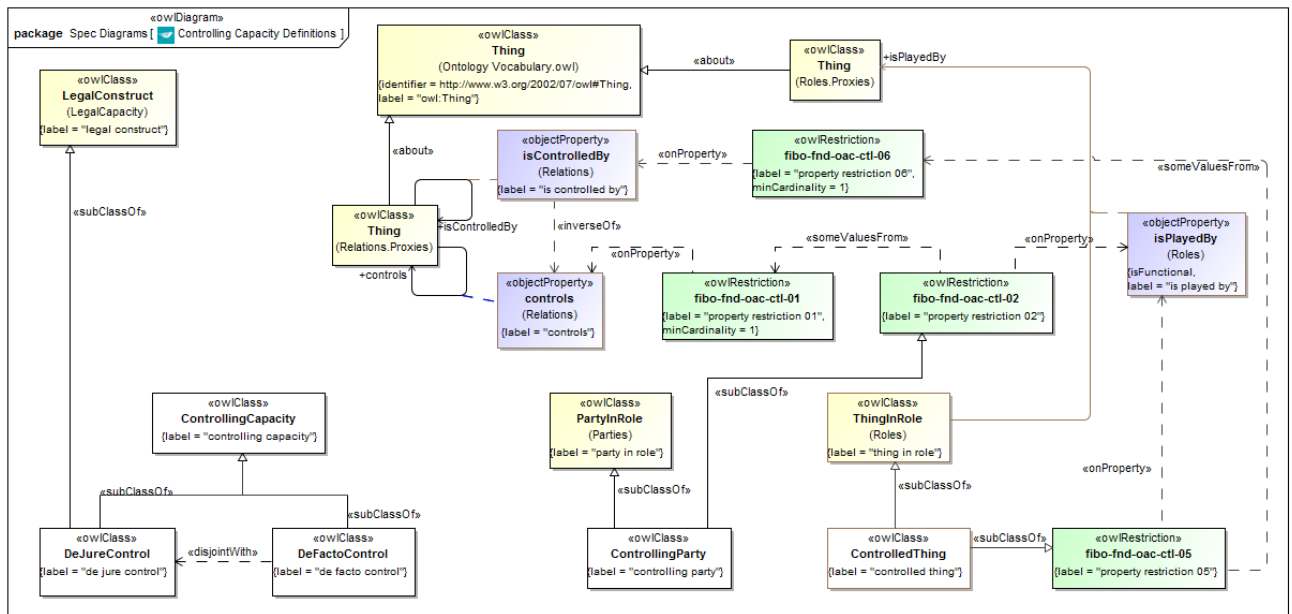 «owlDiagram»
package Spec Diagrams [ Controlling Capacity Definitions ]
«owlClass»
Thing
(Ontology Vocabulary.owl)
{identifier = http://www.w3.org/2002/07/owl#Thing,
label = "owl:Thing"}
«about»
«owlClass»
Thing
(Roles.Proxies)
+isPlayedBy
«owlClass»
LegalConstruct
(LegalCapacity)
{label = "legal construct"}
«about»
«objectProperty»
isControlledBy
(Relations)
{label = "is controlled by"}
«onProperty»
«owlRestriction»
fibo-fnd-oac-ctl-06
{label = "property restriction 06",
minCardinality = 1}
«someValuesFrom»
«subClassOf»
«owlClass»
Thing
(Relations.Proxies)
+isControlledBy
+controls
«inverseOf»
«objectProperty»
controls
(Relations)
{label = "controls"}
«onProperty»
«owlRestriction»
fibo-fnd-oac-ctl-01
{label = "property restriction 01",
minCardinality = 1}
«someValuesFrom»
«owlRestriction»
fibo-fnd-oac-ctl-02
{label = "property restriction 02"}
«onProperty»
«objectProperty»
isPlayedBy
(Roles)
{isFunctional,
label = "is played by"}
«owlClass»
ControllingCapacity
{label = "controlling capacity"}
«owlClass»
PartyInRole
(Parties)
{label = "party in role"}
«subClassOf»
«owlClass»
ThingInRole
(Roles)
{label = "thing in role"}
«onProperty»
«subClassOf»
«subClassOf»
«subClassOf»
«subClassOf»
«owlClass»
DeJureControl
{label = "de jure control"}
«disjointWith»
«owlClass»
DeFactoControl
{label = "de facto control"}
«owlClass»
ControllingParty
{label = "controlling party"}
«owlClass»
ControlledThing
{label = "controlled thing"}
«subClassOf»
«owlRestriction»
fibo-fnd-oac-ctl-05
{label = "property restriction 05"}